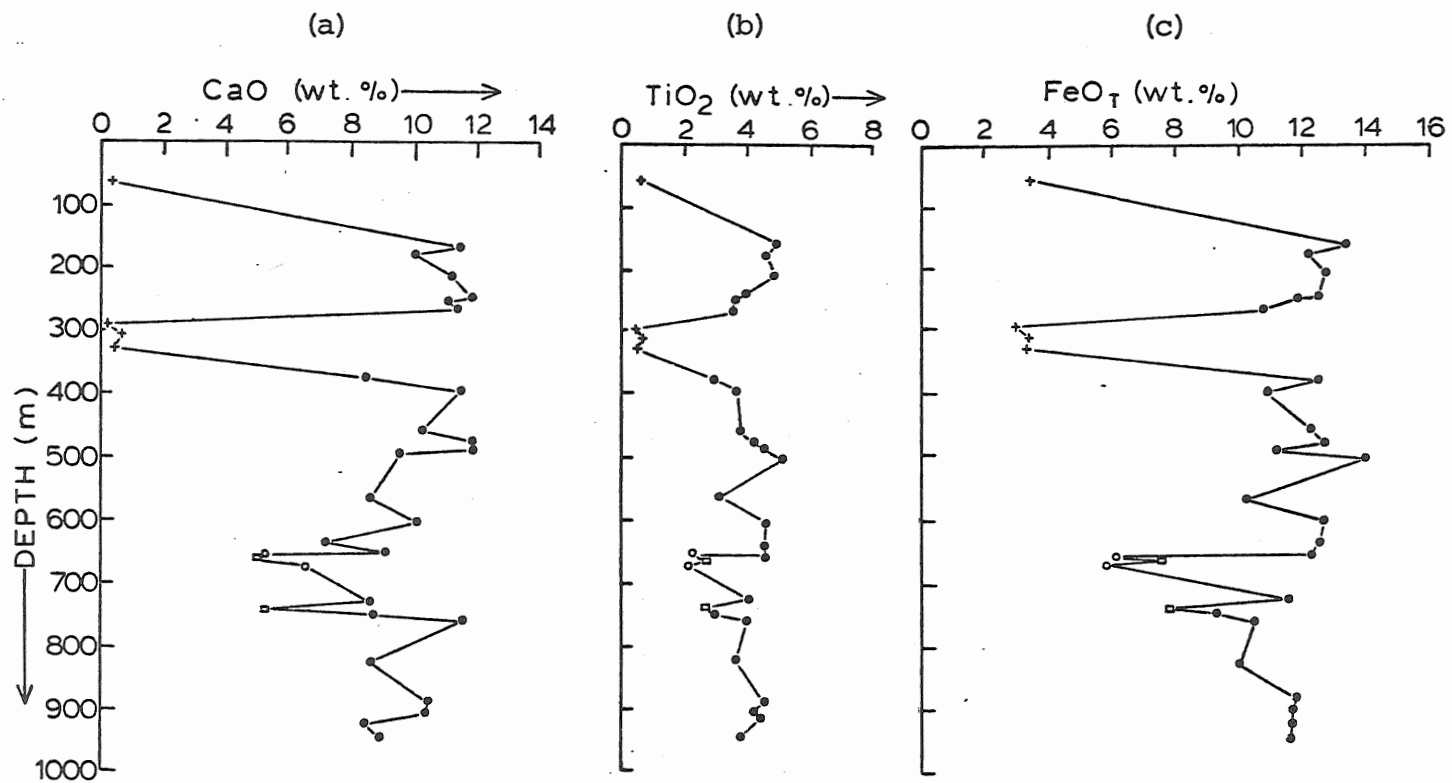 (a)
(b)
(c)
CaO (wt.%)
TiO2 (wt.%)
FeOT (wt.%)
0 2 4 6 8 10 12 14
0 2 4 6 8
0 2 4 6 8 10 12 14 16
100
200
300
400
500
600
700
800
900
1000
DEPTH (m)